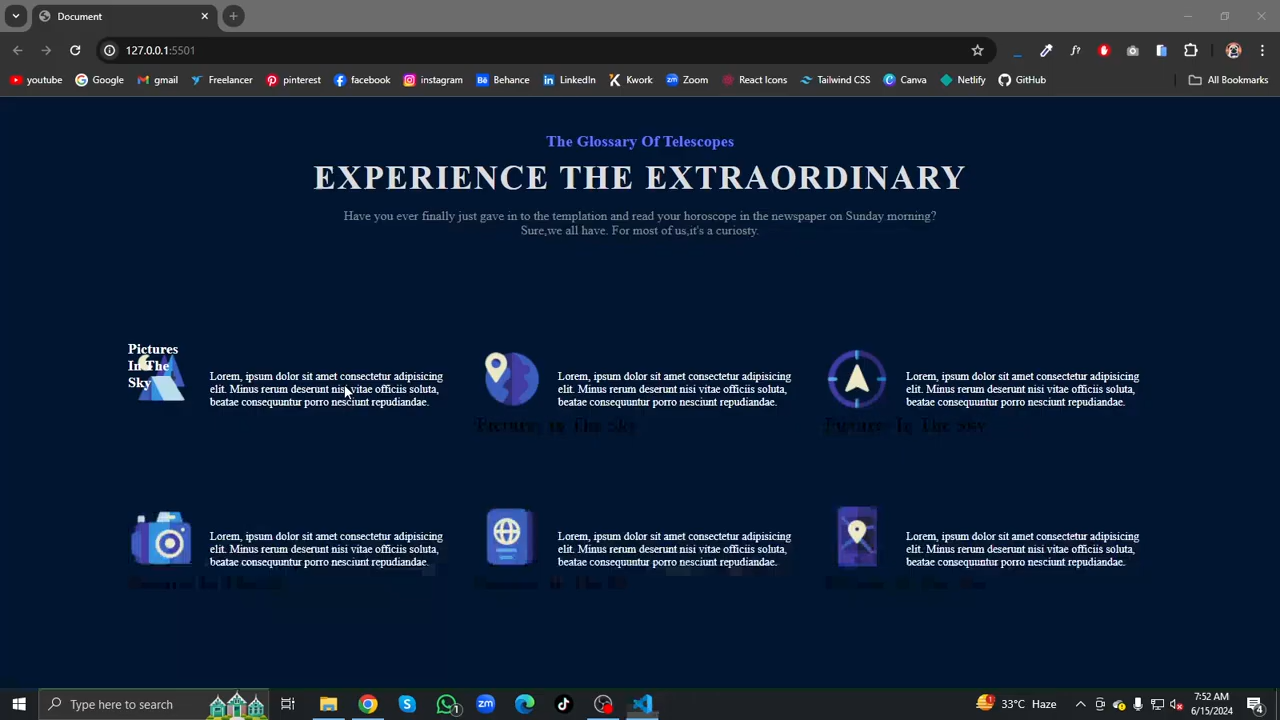 Document
127.0.0.1:5501
youtube Google gmail Freelancer pinterest facebook instagram Behance LinkedIn Kwork Zoom React Icons Tailwind CSS Canva Netlify GitHub All Bookmarks
The Glossary Of Telescopes
EXPERIENCE THE EXTRAORDINARY
Have you ever finally just gave in to the templation and read your horoscope in the newspaper on Sunday morning?
Sure,we all have. For most of us,it's a curiosty.
Pictures
In The
Sky
Lorem, ipsum dolor sit amet consectetur adipisicing
elit. Minus rerum deserunt nisi vitae officiis soluta,
beatae consequuntur porro nesciunt repudiandae.
Lorem, ipsum dolor sit amet consectetur adipisicing
elit. Minus rerum deserunt nisi vitae officiis soluta,
beatae consequuntur porro nesciunt repudiandae.
Pictures In The Sky
Lorem, ipsum dolor sit amet consectetur adipisicing
elit. Minus rerum deserunt nisi vitae officiis soluta,
beatae consequuntur porro nesciunt repudiandae.
Pictures In The Sky
Lorem, ipsum dolor sit amet consectetur adipisicing
elit. Minus rerum deserunt nisi vitae officiis soluta,
beatae consequuntur porro nesciunt repudiandae.
Lorem, ipsum dolor sit amet consectetur adipisicing
elit. Minus rerum deserunt nisi vitae officiis soluta,
beatae consequuntur porro nesciunt repudiandae.
Lorem, ipsum dolor sit amet consectetur adipisicing
elit. Minus rerum deserunt nisi vitae officiis soluta,
beatae consequuntur porro nesciunt repudiandae.
Type here to search
33°C Haze
7:52 AM
6/15/2024